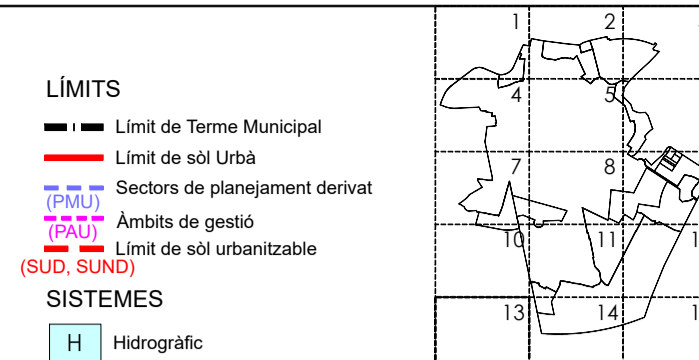 LÍMITS
Límit de Terme Municipal
Límit de sòl Urbà
Sectors de planejament derivat
(PMU)
Àmbits de gestió
(PAU)
Límit de sòl urbanitzable
(SUD, SUND)
SISTEMES
H Hidrogràfic
1 2
4 5
7 8
10 11
13 14